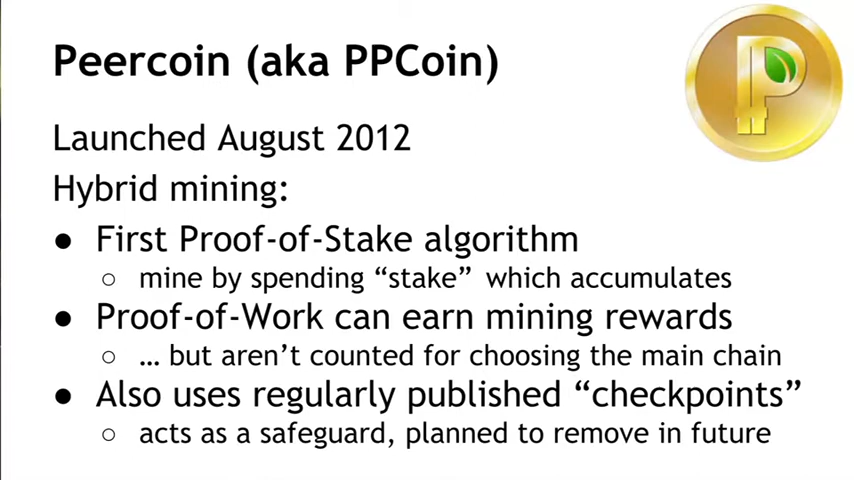 Peercoin (aka PPCoin)
Launched August 2012
Hybrid mining:
● First Proof-of-Stake algorithm
○ mine by spending “stake” which accumulates
● Proof-of-Work can earn mining rewards
○ … but aren’t counted for choosing the main chain
● Also uses regularly published “checkpoints”
○ acts as a safeguard, planned to remove in future